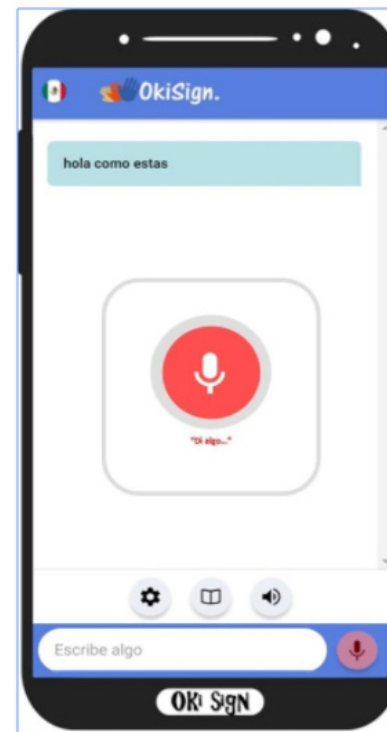 OkiSign.
hola como estas
"Di algo..."
Escribe algo
OKi SigN